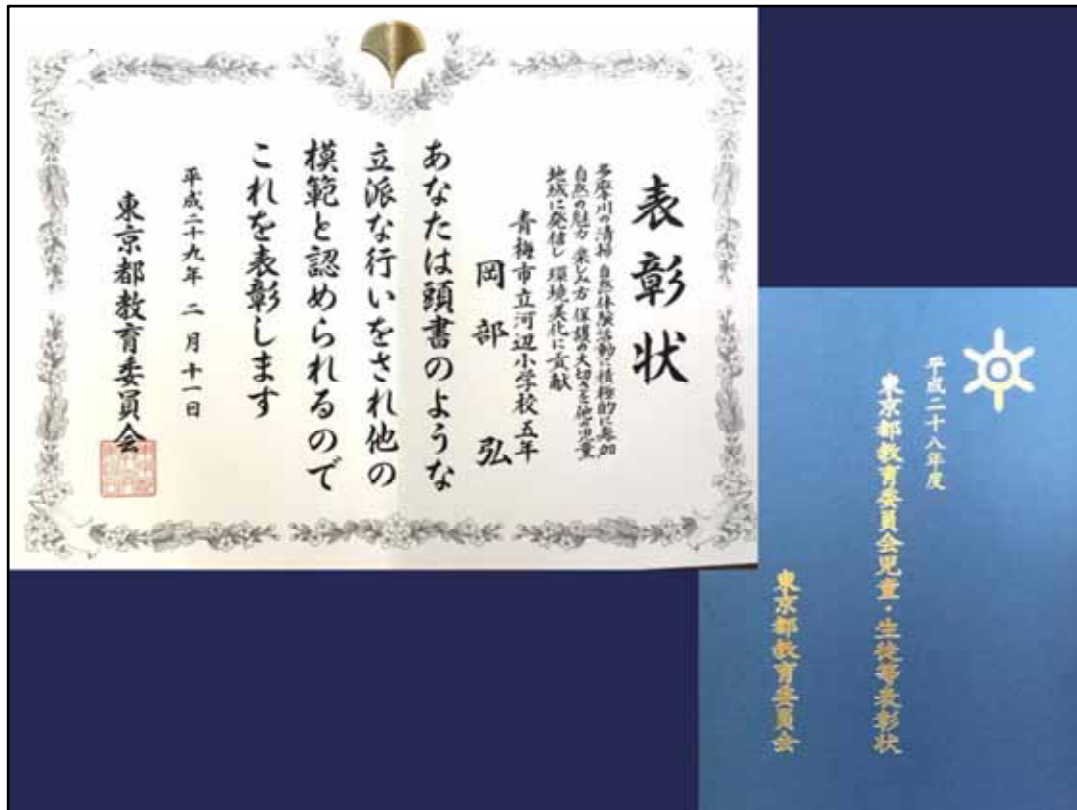 表彰状
多摩川の清掃 自然体験活動に積極的に参加
自然の魅力 楽しみ方 保護の大切さを他の児童
地域に発信し 環境美化に貢献
青梅市立河辺小学校五年
岡部 弘
あなたは頭書のような
立派な行いをされ他の
模範と認められるので
これを表彰します
平成二十九年 二月十一日
東京都教育委員会
平成二十八年度
東京都教育委員会児童・生徒等表彰状
東京都教育委員会